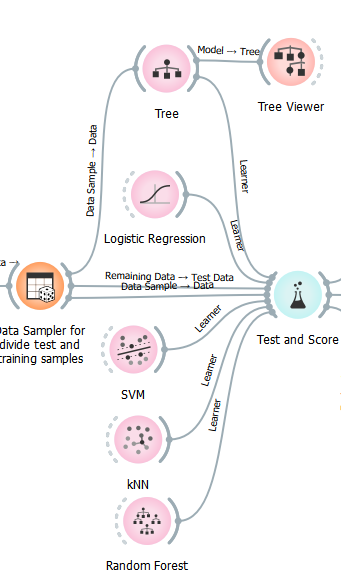 Model → Tree
Tree
Tree Viewer
Data Sample → Data
Learner
Logistic Regression
Learner
→
Remaining Data → Test Data
Data Sample → Data
Data Sampler for
divide test and
training samples
Test and Score
Learner
SVM
Learner
kNN
Learner
Random Forest